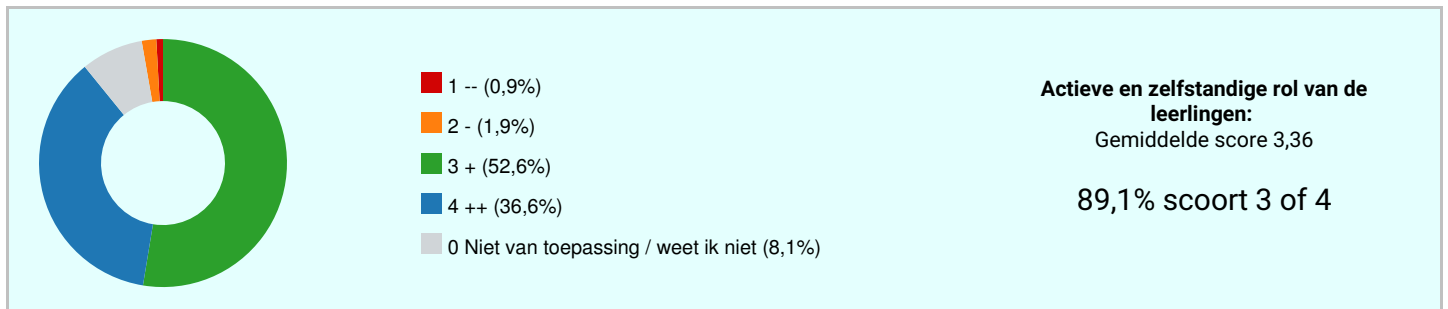 1 -- (0,9%)
2 - (1,9%)
3 + (52,6%)
4 ++ (36,6%)
0 Niet van toepassing / weet ik niet (8,1%)
Actieve en zelfstandige rol van de
leerlingen:
Gemiddelde score 3,36
89,1% scoort 3 of 4